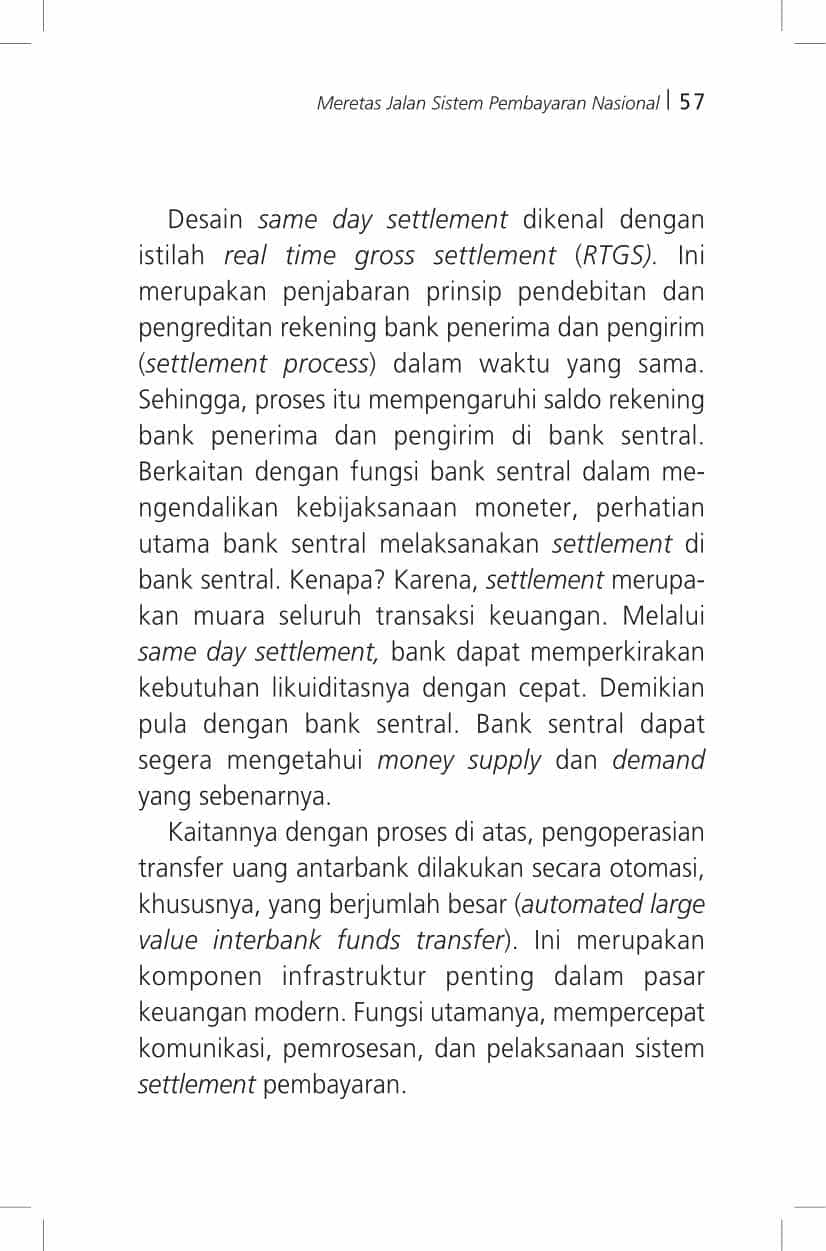 Meretas Jalan Sistem Pembayaran Nasional | 57
Desain same day settlement dikenal dengan
istilah real time gross settlement (RTGS). Ini
merupakan penjabaran prinsip pendebitan dan
pengreditan rekening bank penerima dan pengirim
(settlement process) dalam waktu yang sama.
Sehingga, proses itu mempengaruhi saldo rekening
bank penerima dan pengirim di bank sentral.
Berkaitan dengan fungsi bank sentral dalam me-
ngendalikan kebijaksanaan moneter, perhatian
utama bank sentral melaksanakan settlement di
bank sentral. Kenapa? Karena, settlement merupa-
kan muara seluruh transaksi keuangan. Melalui
same day settlement, bank dapat memperkirakan
kebutuhan likuiditasnya dengan cepat. Demikian
pula dengan bank sentral. Bank sentral dapat
segera mengetahui money supply dan demand
yang sebenarnya.
Kaitannya dengan proses di atas, pengoperasian
transfer uang antarbank dilakukan secara otomasi,
khususnya, yang berjumlah besar (automated large
value interbank funds transfer). Ini merupakan
komponen infrastruktur penting dalam pasar
keuangan modern. Fungsi utamanya, mempercepat
komunikasi, pemrosesan, dan pelaksanaan sistem
settlement pembayaran.